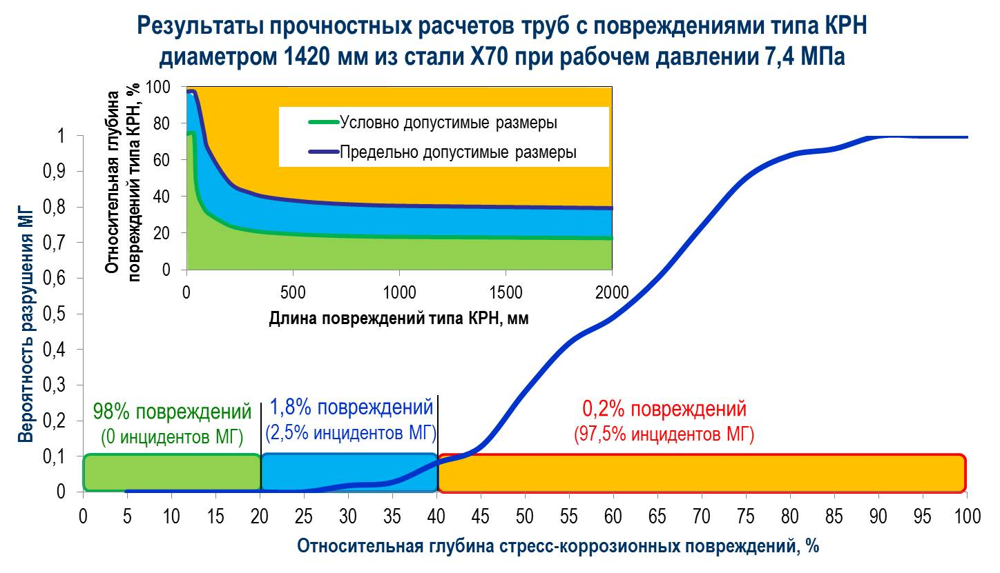 Результаты прочностных расчетов труб с повреждениями типа КРН
диаметром 1420 мм из стали Х70 при рабочем давлении 7,4 МПа
Относительная глубина
повреждений типа КРН, %
100
80
60
40
20
0
Условно допустимые размеры
Предельно допустимые размеры
0
500
1000
1500
2000
Длина повреждений типа КРН, мм
Вероятность разрушения МГ
1
0,9
0,8
0,7
0,6
0,5
0,4
0,3
0,2
0,1
0
98% повреждений
(0 инцидентов МГ)
1,8% повреждений
(2,5% инцидентов МГ)
0,2% повреждений
(97,5% инцидентов МГ)
0
5
10
15
20
25
30
35
40
45
50
55
60
65
70
75
80
85
90
95
100
Относительная глубина стресс-коррозионных повреждений, %